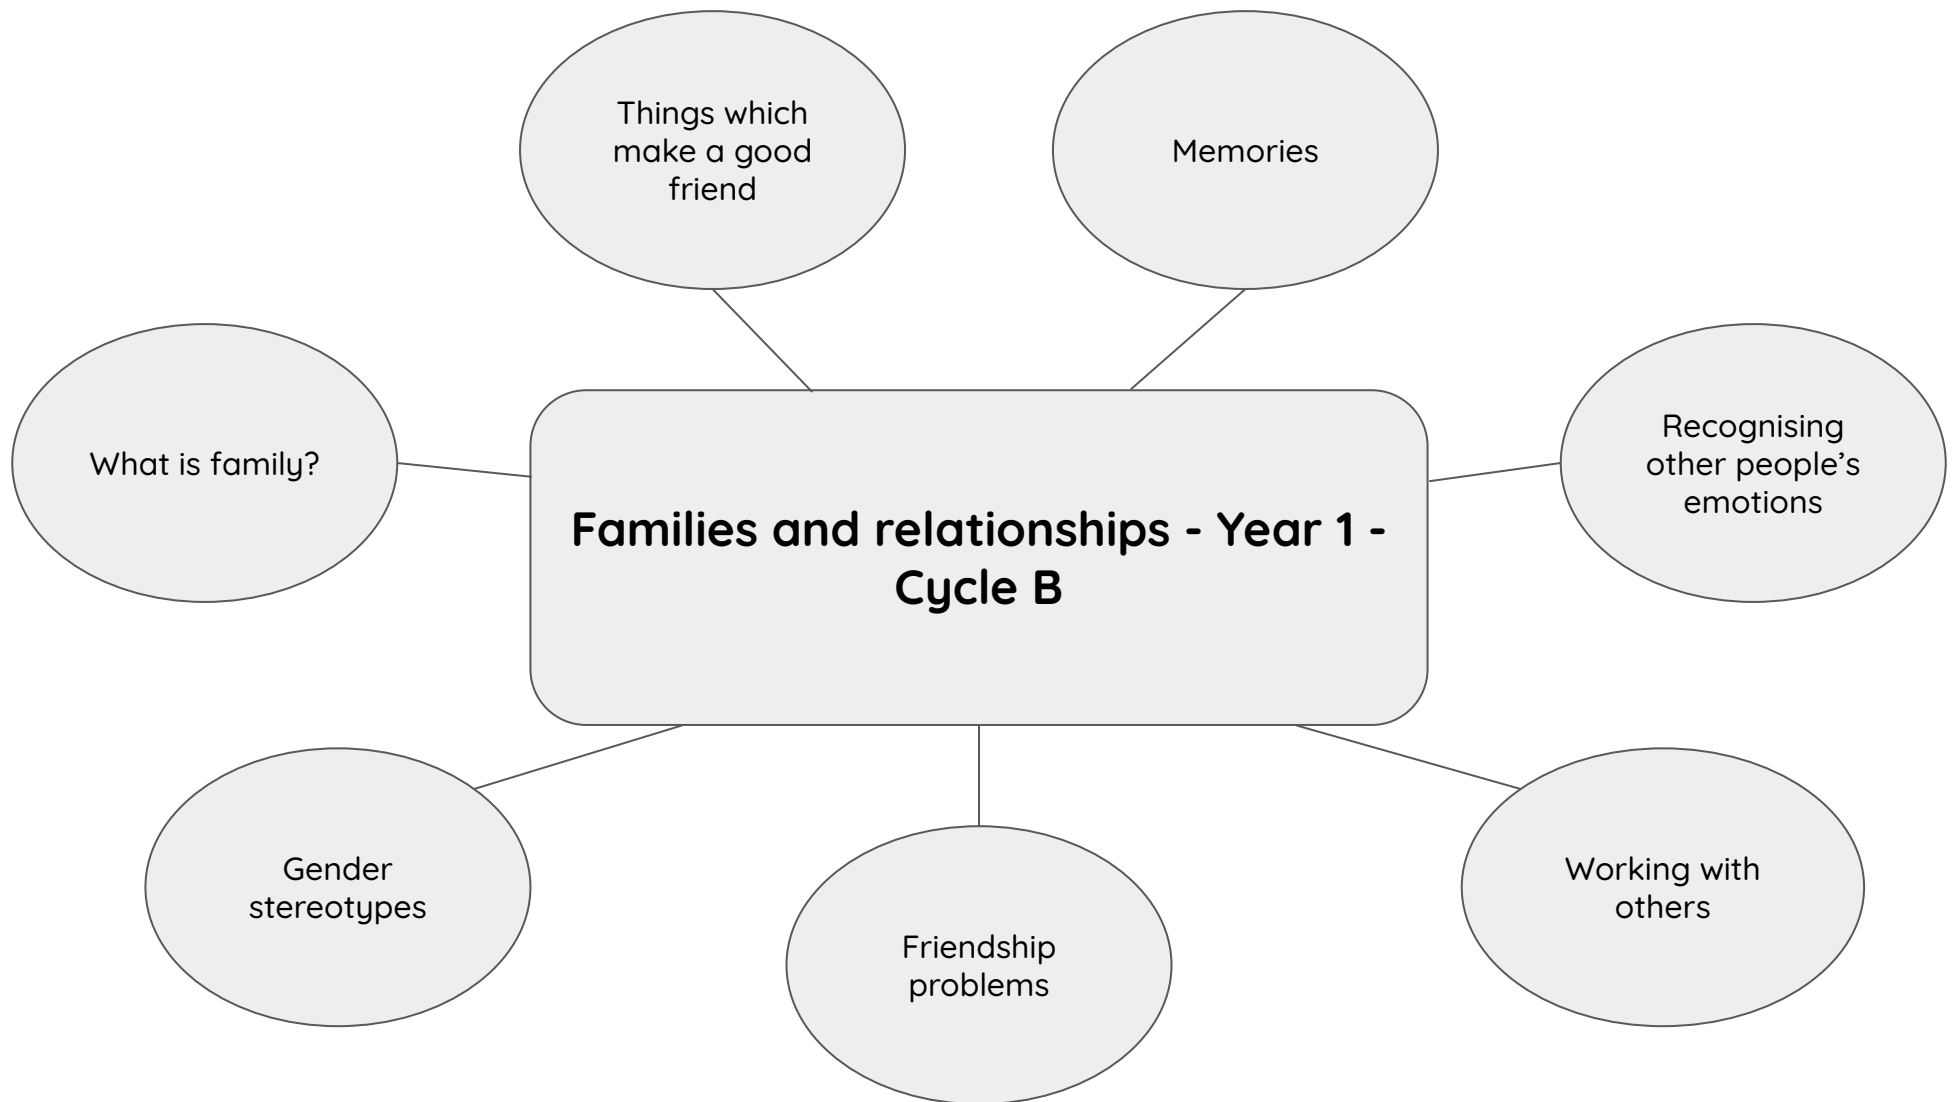 Things which
make a good
friend
Memories
What is family?
Recognising
other people’s
emotions
Families and relationships - Year 1 -
Cycle B
Gender
stereotypes
Friendship
problems
Working with
others